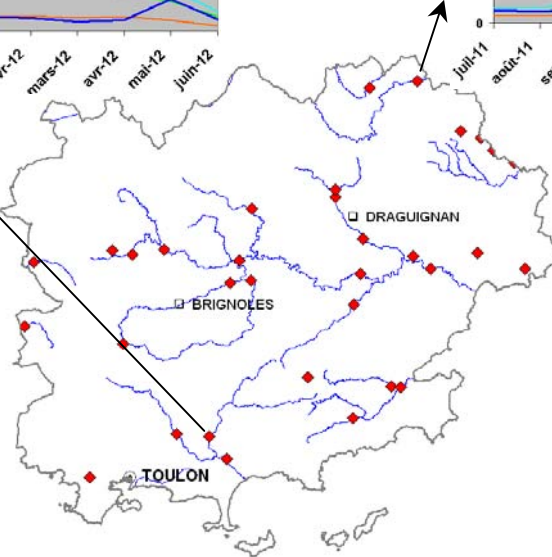 mars-12
avr-12
mai-12
juin-12
0
juil-11
août-11
DRAGUIGNAN
BRIGNOLES
TOULON